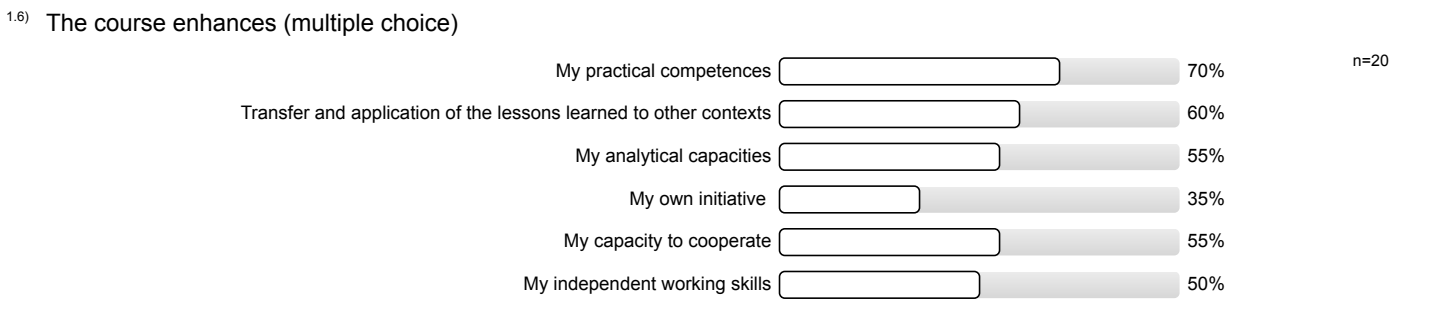 1.6) The course enhances (multiple choice)
n=20
My practical competences 70%
Transfer and application of the lessons learned to other contexts 60%
My analytical capacities 55%
My own initiative 35%
My capacity to cooperate 55%
My independent working skills 50%